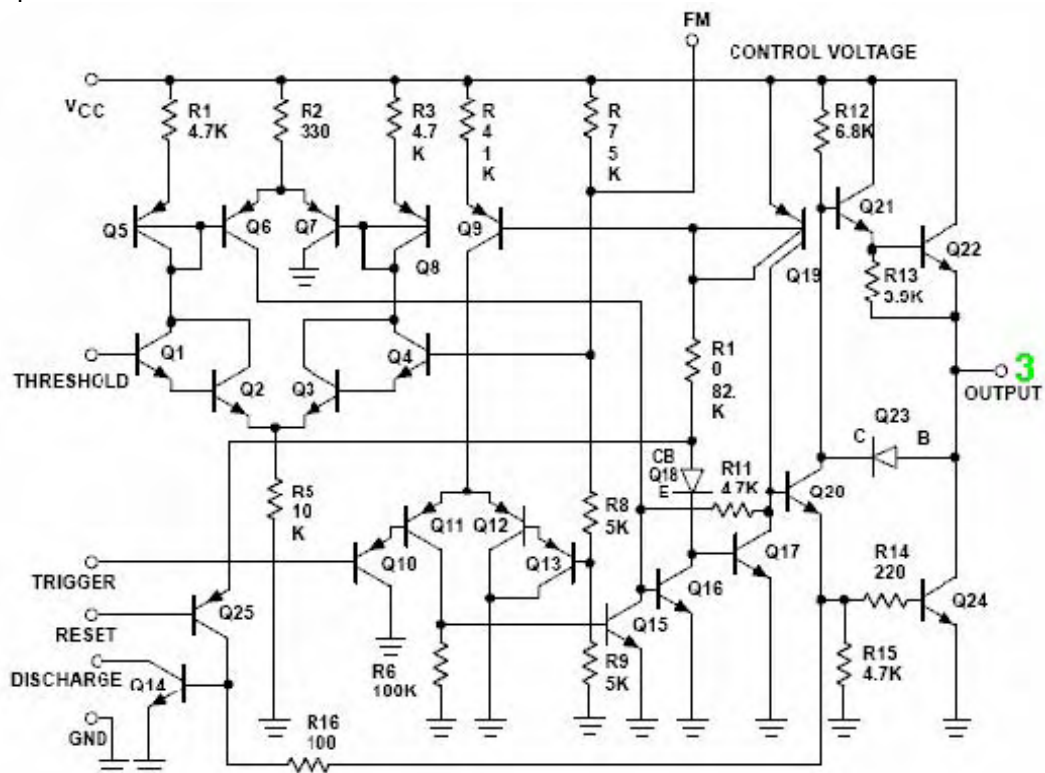 FM
CONTROL VOLTAGE
VCC
R1
4.7K
R2
330
R3
4.7
K
R
4
1
K
R
7
5
K
R12
6.8K
Q5
Q6
Q7
Q8
Q9
Q19
Q21
Q22
R13
3.9K
THRESHOLD
Q1
Q2
Q3
Q4
R1
0
82.
K
3
OUTPUT
Q23
C
B
CB
Q18
E
R11
4.7K
Q20
R5
10
K
Q11
Q12
R8
5K
Q10
Q13
Q17
TRIGGER
Q16
R14
220
Q24
Q25
RESET
Q15
DISCHARGE
Q14
R6
100K
R9
5K
R15
4.7K
GND
R16
100